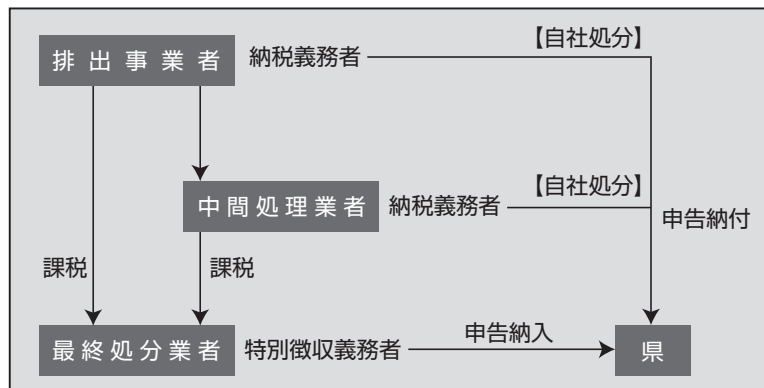 排出事業者 納税義務者 【自社処分】
中間処理業者 納税義務者 【自社処分】
申告納付
課税 課税
最終処分業者 特別徴収義務者 申告納入 県